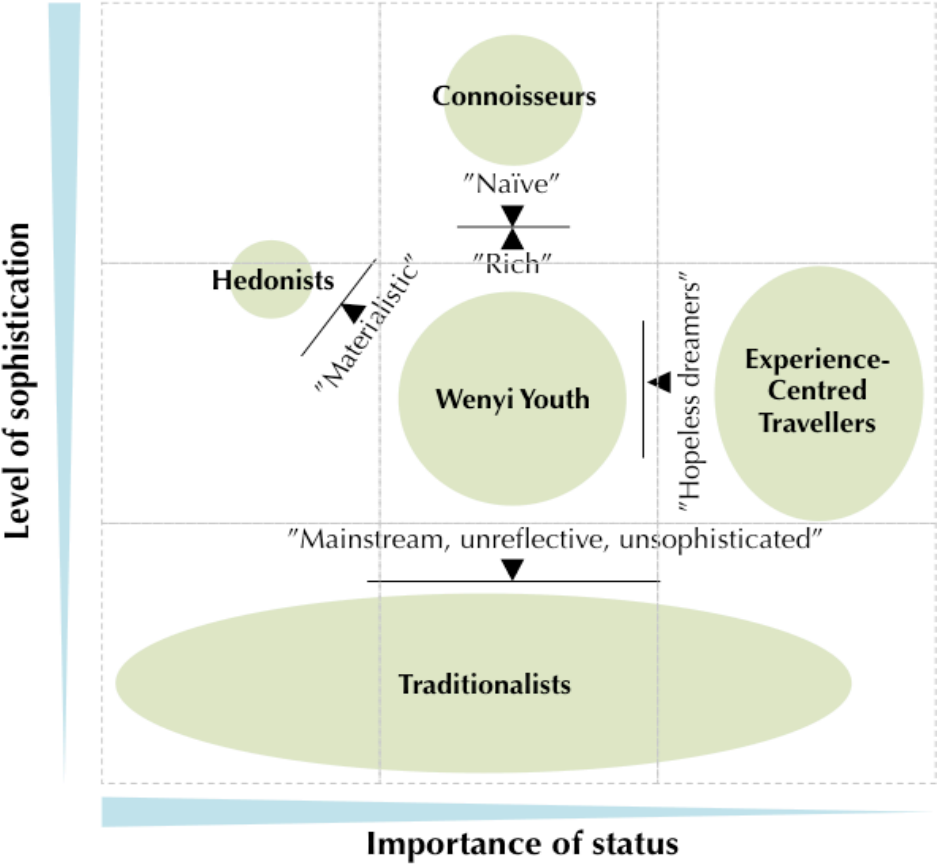 Connoisseurs
”Naïve”
”Rich”
Hedonists
”Materialistic”
Wenyi Youth
”Hopeless dreamers”
Experience-
Centred
Travellers
”Mainstream, unreflective, unsophisticated”
Traditionalists
Level of sophistication
Importance of status